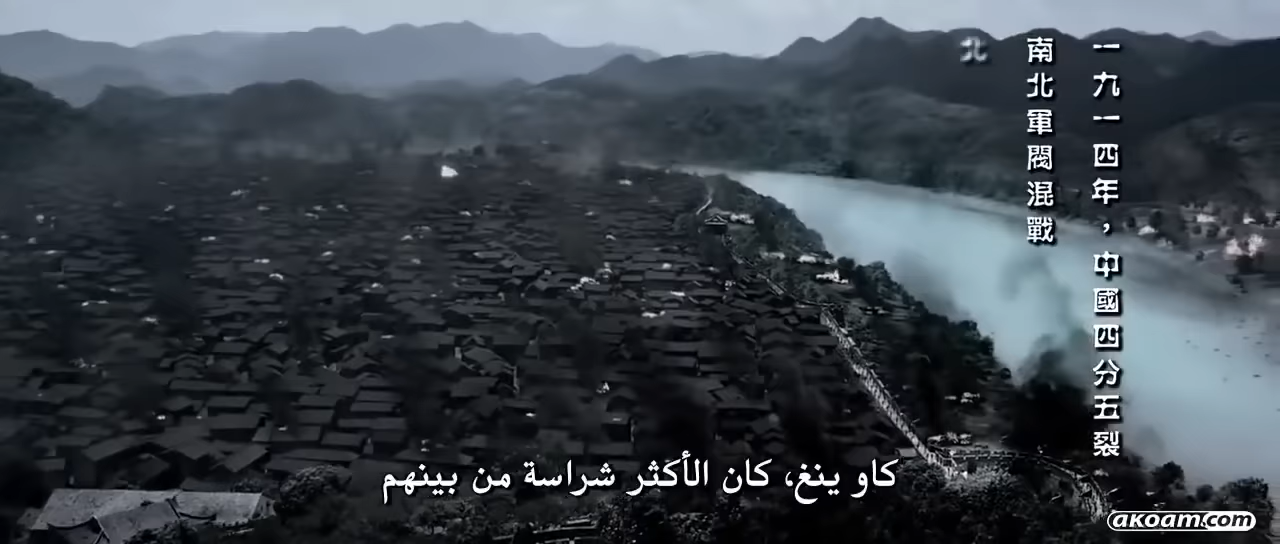 一九一四年，中國四分五裂
南北軍閥混戰
北
كاو ينغ، كان الأكثر شراسة من بينهم
akoam.com